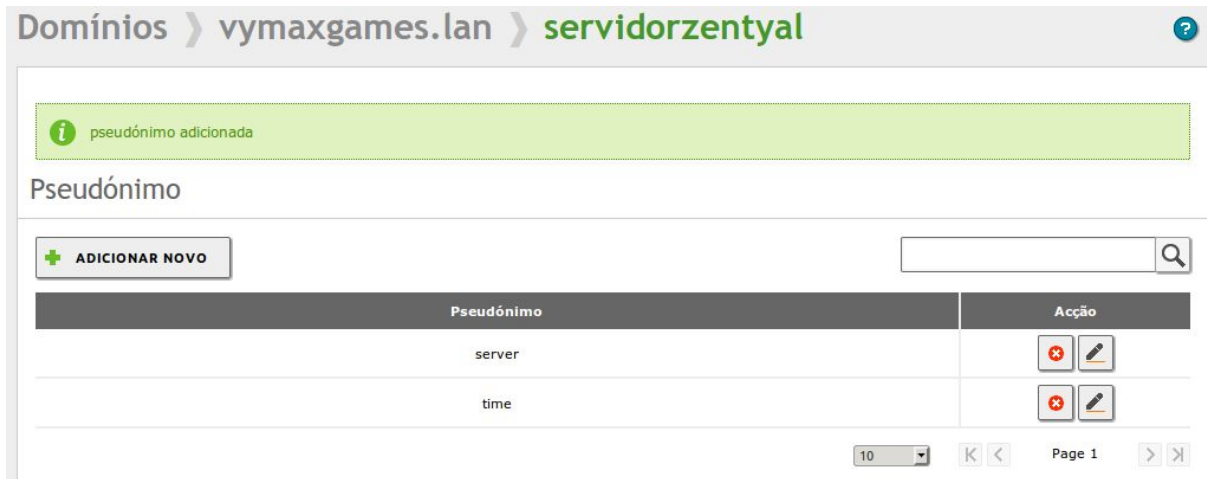 Domínios vymaxgames.lan servidorzentyal
pseudónimo adicionada
Pseudónimo
ADICIONAR NOVO
Pseudónimo Acção
server
time
10 Page 1